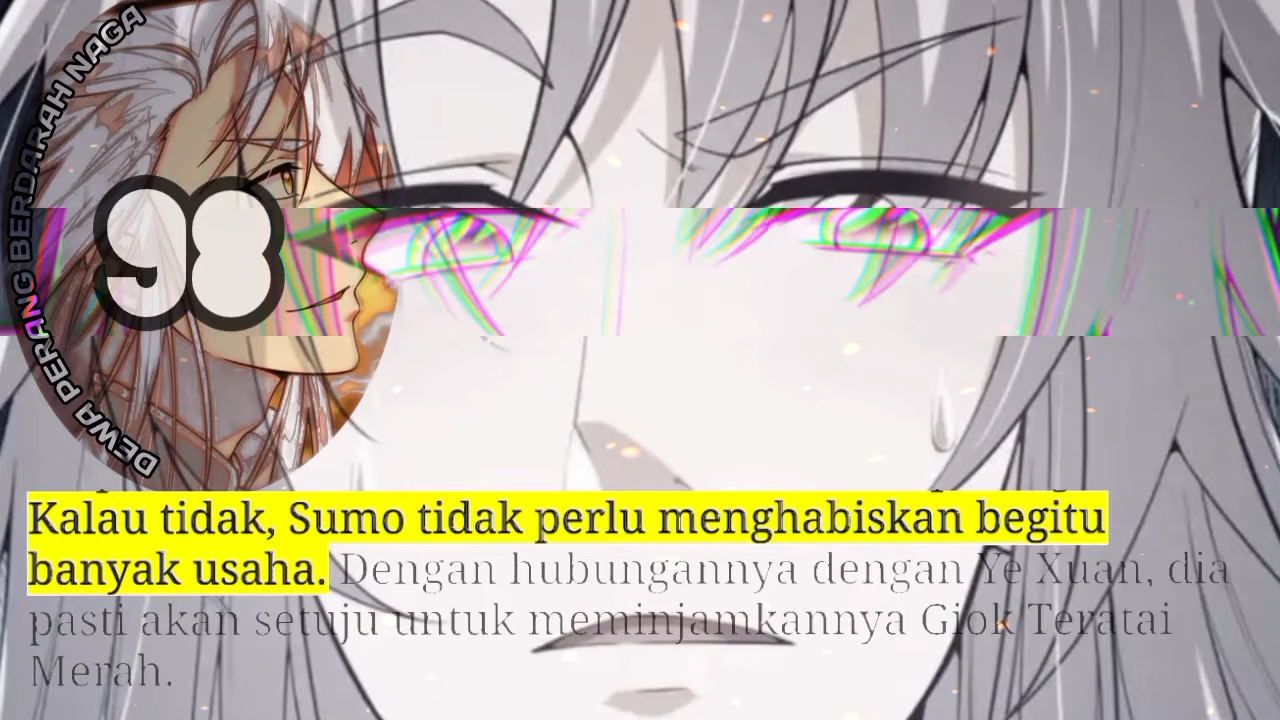 DEWA PERANG BERDARAH NAGA
98
Kalau tidak, Sumo tidak perlu menghabiskan begitu
banyak usaha. Dengan hubungannya dengan Ye Xuan, dia
pasti akan setuju untuk meminjamkannya Giok Teratai
Merah.